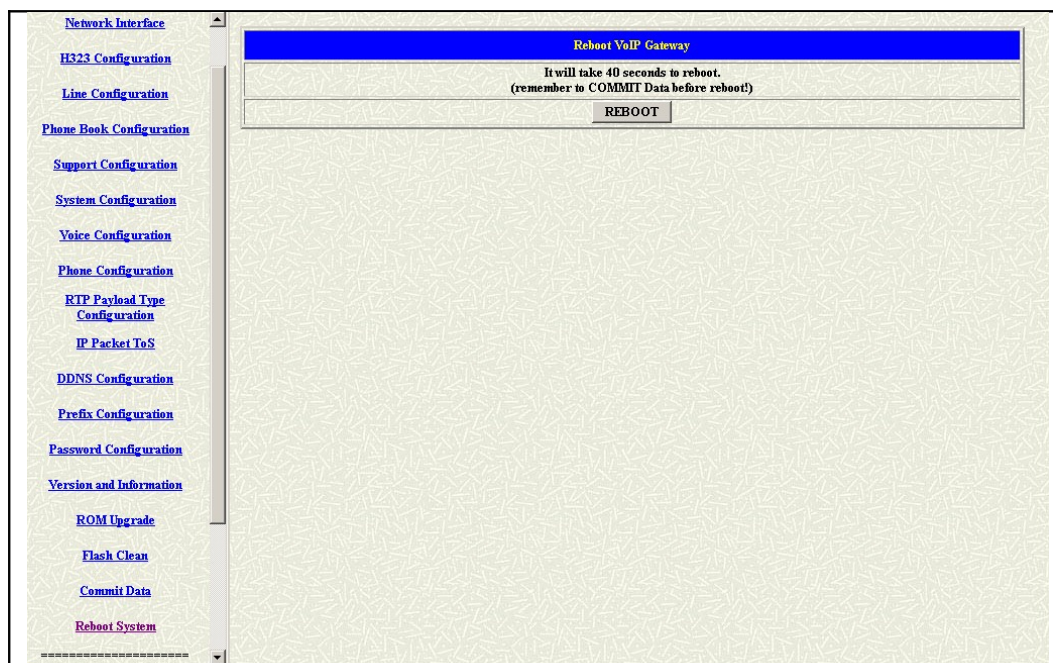 Network Interface
H323 Configuration
Line Configuration
Phone Book Configuration
Support Configuration
System Configuration
Voice Configuration
Phone Configuration
RTP Payload Type
Configuration
IP Packet ToS
DDNS Configuration
Prefix Configuration
Password Configuration
Version and Information
ROM Upgrade
Flash Clean
Commit Data
Reboot System
=====================
Reboot VoIP Gateway
It will take 40 seconds to reboot.
(remember to COMMIT Data before reboot!)
REBOOT